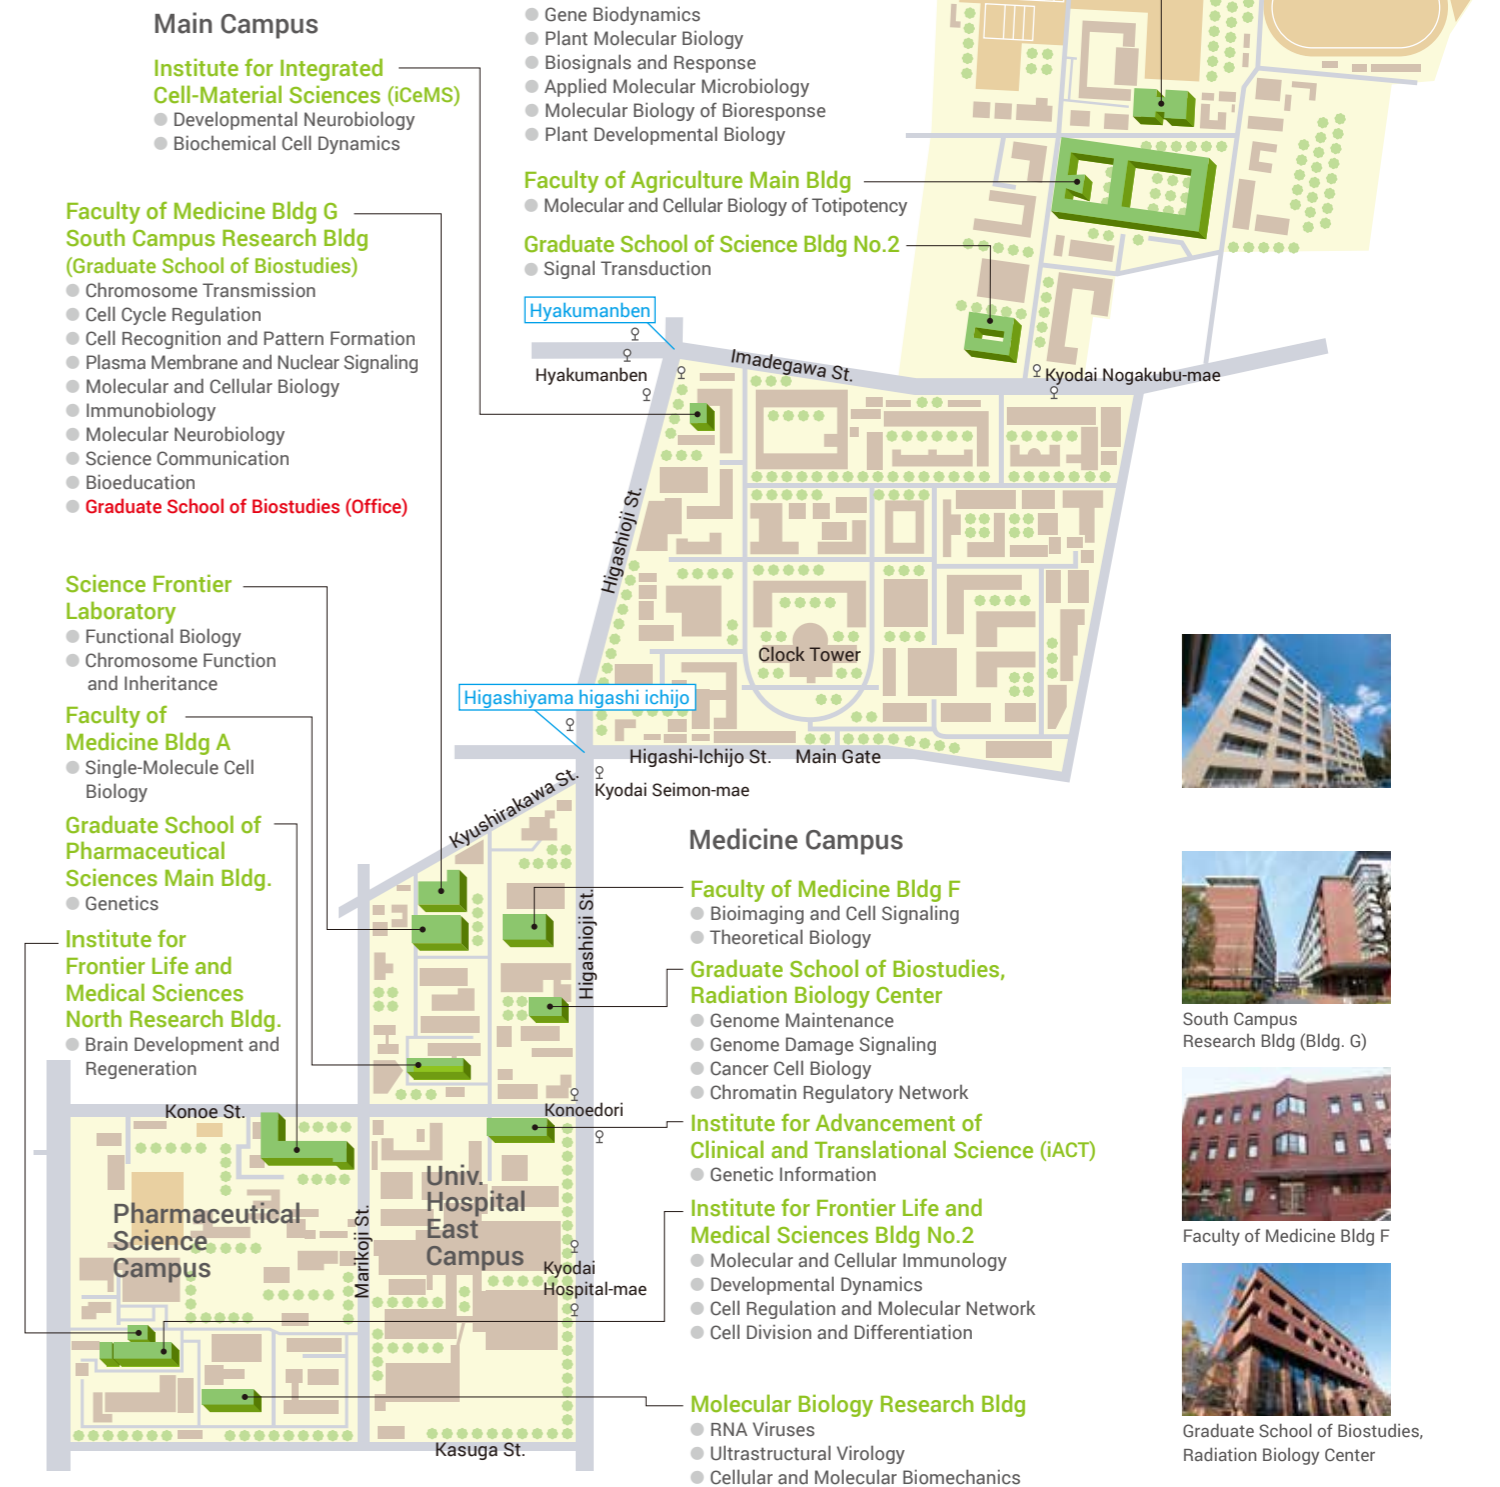 Main Campus
Institute for Integrated
Cell-Material Sciences (iCeMS)
Developmental Neurobiology
Biochemical Cell Dynamics
Faculty of Medicine Bldg G
South Campus Research Bldg
(Graduate School of Biostudies)
Chromosome Transmission
Cell Cycle Regulation
Cell Recognition and Pattern Formation
Plasma Membrane and Nuclear Signaling
Molecular and Cellular Biology
Immunobiology
Molecular Neurobiology
Science Communication
Bioeducation
Graduate School of Biostudies (Office)
Science Frontier
Laboratory
Functional Biology
Chromosome Function
and Inheritance
Faculty of
Medicine Bldg A
Single-Molecule Cell
Biology
Graduate School of
Pharmaceutical
Sciences Main Bldg.
Genetics
Institute for
Frontier Life and
Medical Sciences
North Research Bldg.
Brain Development and
Regeneration
Gene Biodynamics
Plant Molecular Biology
Biosignals and Response
Applied Molecular Microbiology
Molecular Biology of Bioresponse
Plant Developmental Biology
Faculty of Agriculture Main Bldg
Molecular and Cellular Biology of Totipotency
Graduate School of Science Bldg No.2
Signal Transduction
Hyakumanben
Hyakumanben
Imadegawa St.
Kyodai Nogakubu-mae
Higashioji St.
Clock Tower
Higashiyama higashi ichijo
Higashi-Ichijo St.
Main Gate
Kyodai Seimon-mae
Kyushirakawa St.
Higashioji St.
Konoe St.
Konoedori
Marikoji St.
Pharmaceutical
Science
Campus
Univ.
Hospital
East
Campus
Kyodai
Hospital-mae
Kasuga St.
Medicine Campus
Faculty of Medicine Bldg F
Bioimaging and Cell Signaling
Theoretical Biology
Graduate School of Biostudies,
Radiation Biology Center
Genome Maintenance
Genome Damage Signaling
Cancer Cell Biology
Chromatin Regulatory Network
Institute for Advancement of
Clinical and Translational Science (iACT)
Genetic Information
Institute for Frontier Life and
Medical Sciences Bldg No.2
Molecular and Cellular Immunology
Developmental Dynamics
Cell Regulation and Molecular Network
Cell Division and Differentiation
Molecular Biology Research Bldg
RNA Viruses
Ultrastructural Virology
Cellular and Molecular Biomechanics
South Campus
Research Bldg (Bldg. G)
Faculty of Medicine Bldg F
Graduate School of Biostudies,
Radiation Biology Center